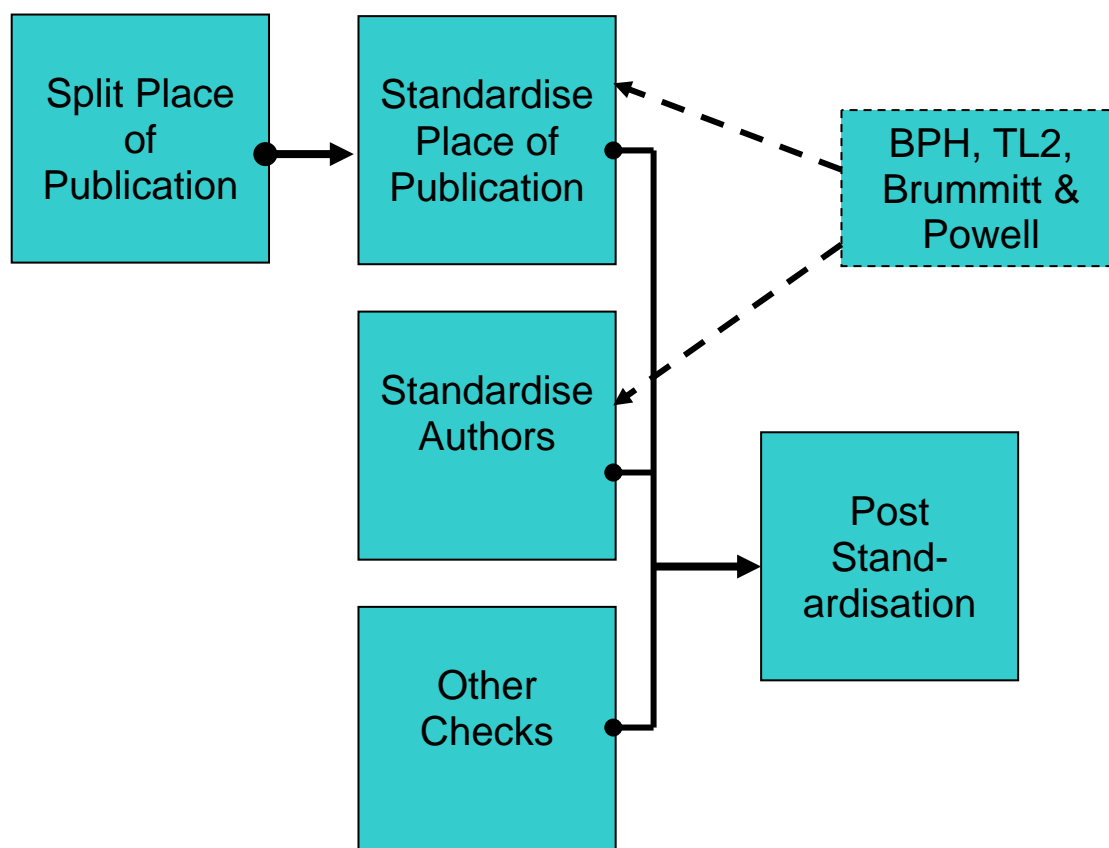 Split Place
of
Publication
Standardise
Place of
Publication
BPH, TL2,
Brummitt &
Powell
Standardise
Authors
Post
Stand-
ardisation
Other
Checks